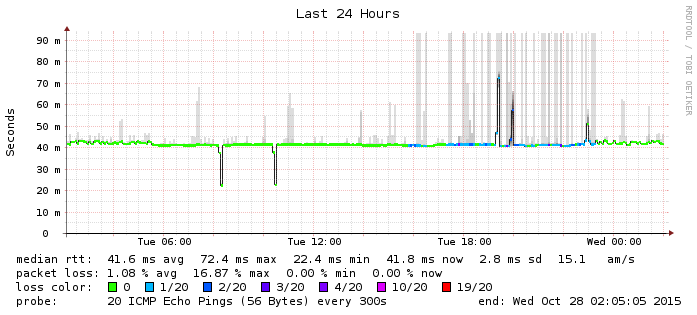 Last 24 Hours
RRDTOOL / TOBI OETIKER
Seconds
90 m
80 m
70 m
60 m
50 m
40 m
30 m
20 m
10 m
0
Tue 06:00 Tue 12:00 Tue 18:00 Wed 00:00
median rtt: 41.6 ms avg 72.4 ms max 22.4 ms min 41.8 ms now 2.8 ms sd 15.1 am/s
packet loss: 1.08 % avg 16.87 % max 0.00 % min 0.00 % now
loss color: 0 1/20 2/20 3/20 4/20 10/20 19/20
probe: 20 ICMP Echo Pings (56 Bytes) every 300s end: Wed Oct 28 02:05:05 2015